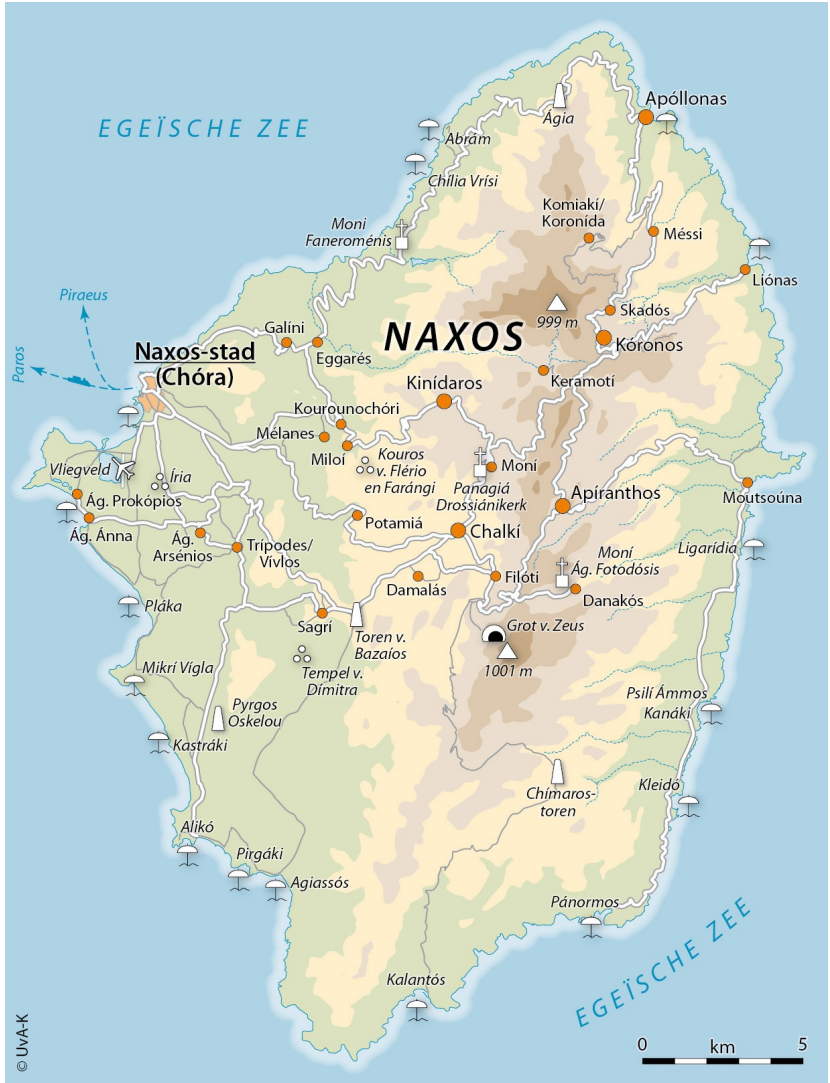 EGEÏSCHE ZEE
Apóllonas
Ágia
Abrám
Chília Vrísi
Komiakí/
Koronída
Moni
Faneroménis
Méssi
Liónas
Piraeus
Skadós
999 m
Galíni
NAXOS
Kóronos
Eggarés
Paros
Naxos-stad
(Chóra)
Keramotí
Kinídaros
Kourounochóri
Mélanes
Miloí
Kouros
v. Flério
en Farángi
Moní
Panagiá
Drossiánikerk
Vliegveld
Íria
Ág. Prokópios
Moutsoúna
Apíranthos
Potamiá
Ág. Ánna
Chalkí
Ág.
Arsénios
Trípodes/
Vívlos
Ligarídia
Moní
Ág. Fotodósis
Damalás
Filóti
Danakós
Pláka
Sagrí
Toren v.
Bazaíos
Grot v. Zeus
1001 m
Tempel v.
Dímitra
Mikrí Vígla
Pyrgos
Oskelou
Psilí Ámmos
Kanáki
Kastráki
Chímaros-
toren
Kleidó
Alikó
Pirgáki
Agiassós
Pánormos
Kalantós
EGEÏSCHE ZEE
0 km 5
© UvA-K